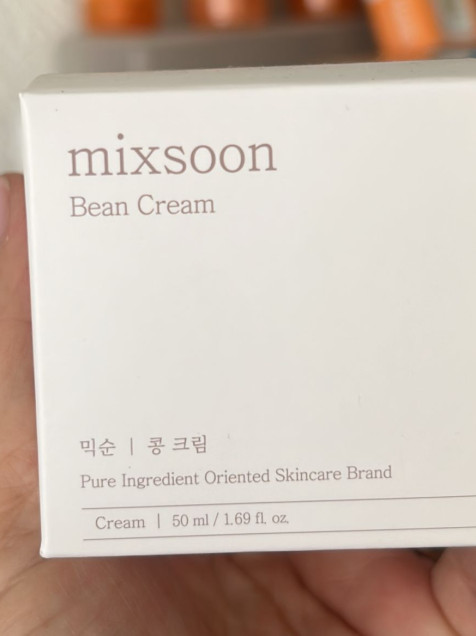 mixsoon
Bean Cream
믹순 | 콩 크림
Pure Ingredient Oriented Skincare Brand
Cream | 50 ml / 1.69 fl. oz.